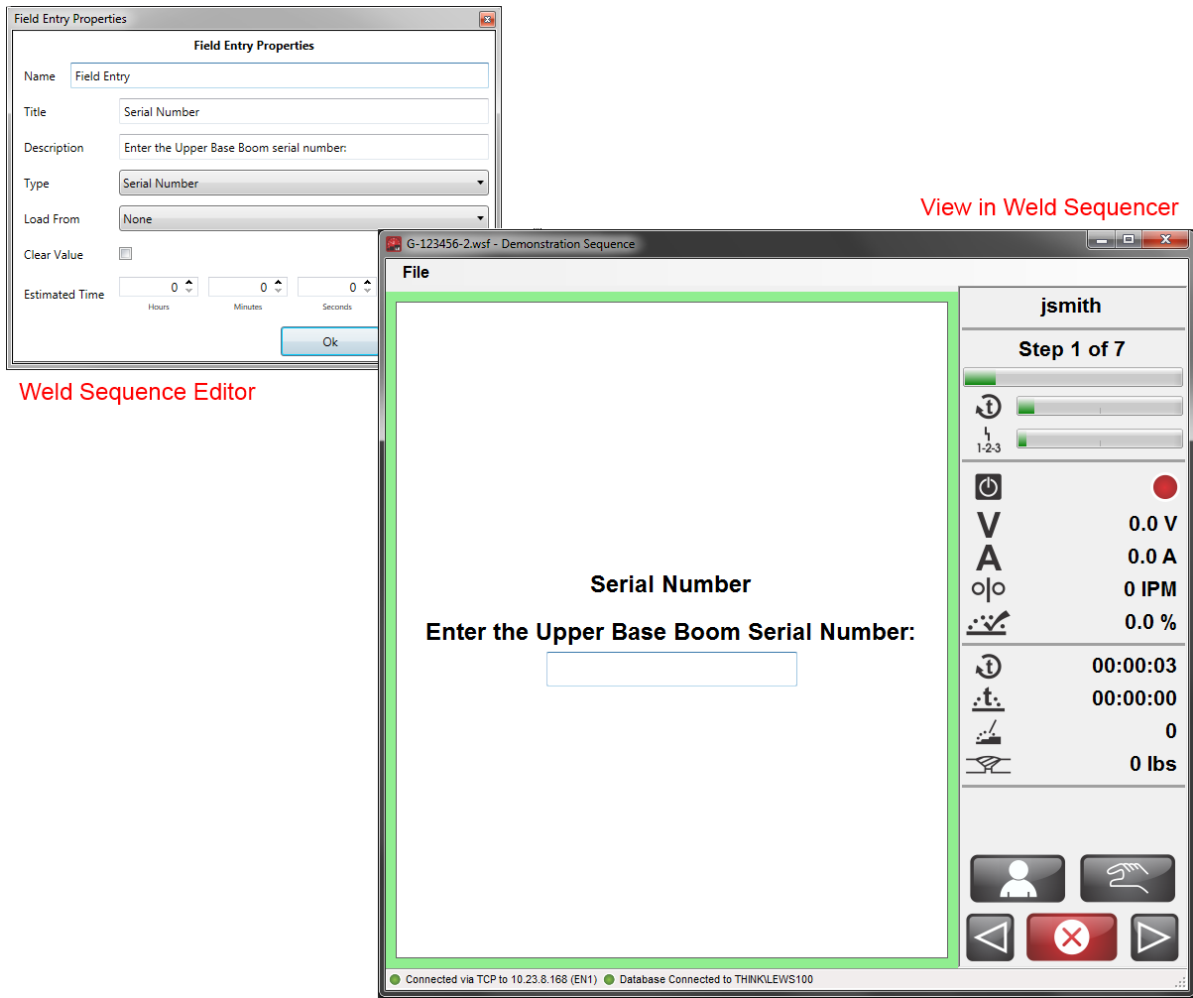 Field Entry Properties
Field Entry Properties
Name Field Entry
Title Serial Number
Description Enter the Upper Base Boom serial number:
Type Serial Number
Load From None
Clear Value
Estimated Time 0 0 0
Hours Minutes Seconds
Ok
Weld Sequence Editor
View in Weld Sequencer
G-123456-2.wsf - Demonstration Sequence
File
Serial Number
Enter the Upper Base Boom Serial Number:
jsmith
Step 1 of 7
t
1-2-3
V 0.0 V
A 0.0 A
0 IPM
0.0 %
t 00:00:03
.t. 00:00:00
0
0 lbs
Connected via TCP to 10.23.8.168 (EN1) Database Connected to THINK\LEWS100